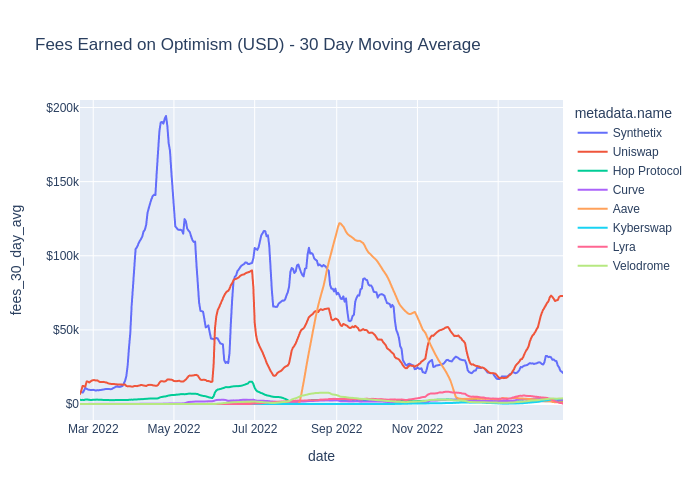 Fees Earned on Optimism (USD) - 30 Day Moving Average
fees_30_day_avg
$200k
$150k
$100k
$50k
$0
Mar 2022
May 2022
Jul 2022
Sep 2022
Nov 2022
Jan 2023
date
metadata.name
Synthetix
Uniswap
Hop Protocol
Curve
Aave
Kyberswap
Lyra
Velodrome